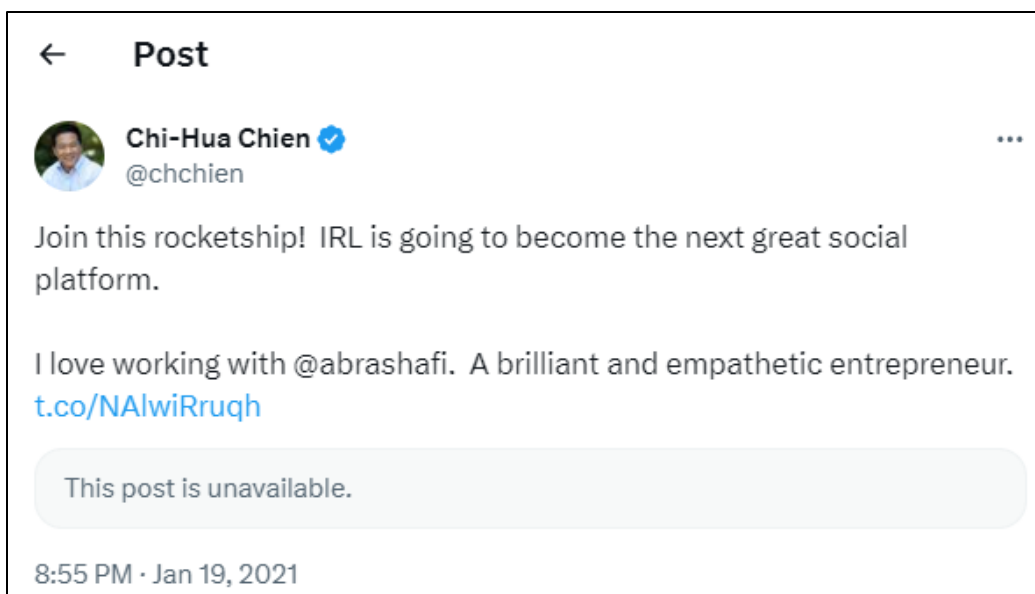 Post
Chi-Hua Chien
@chchien
Join this rocketship!  IRL is going to become the next great social
platform.
I love working with @abrashafi.  A brilliant and empathetic entrepreneur.
t.co/NAlwiRruqh
This post is unavailable.
8:55 PM · Jan 19, 2021